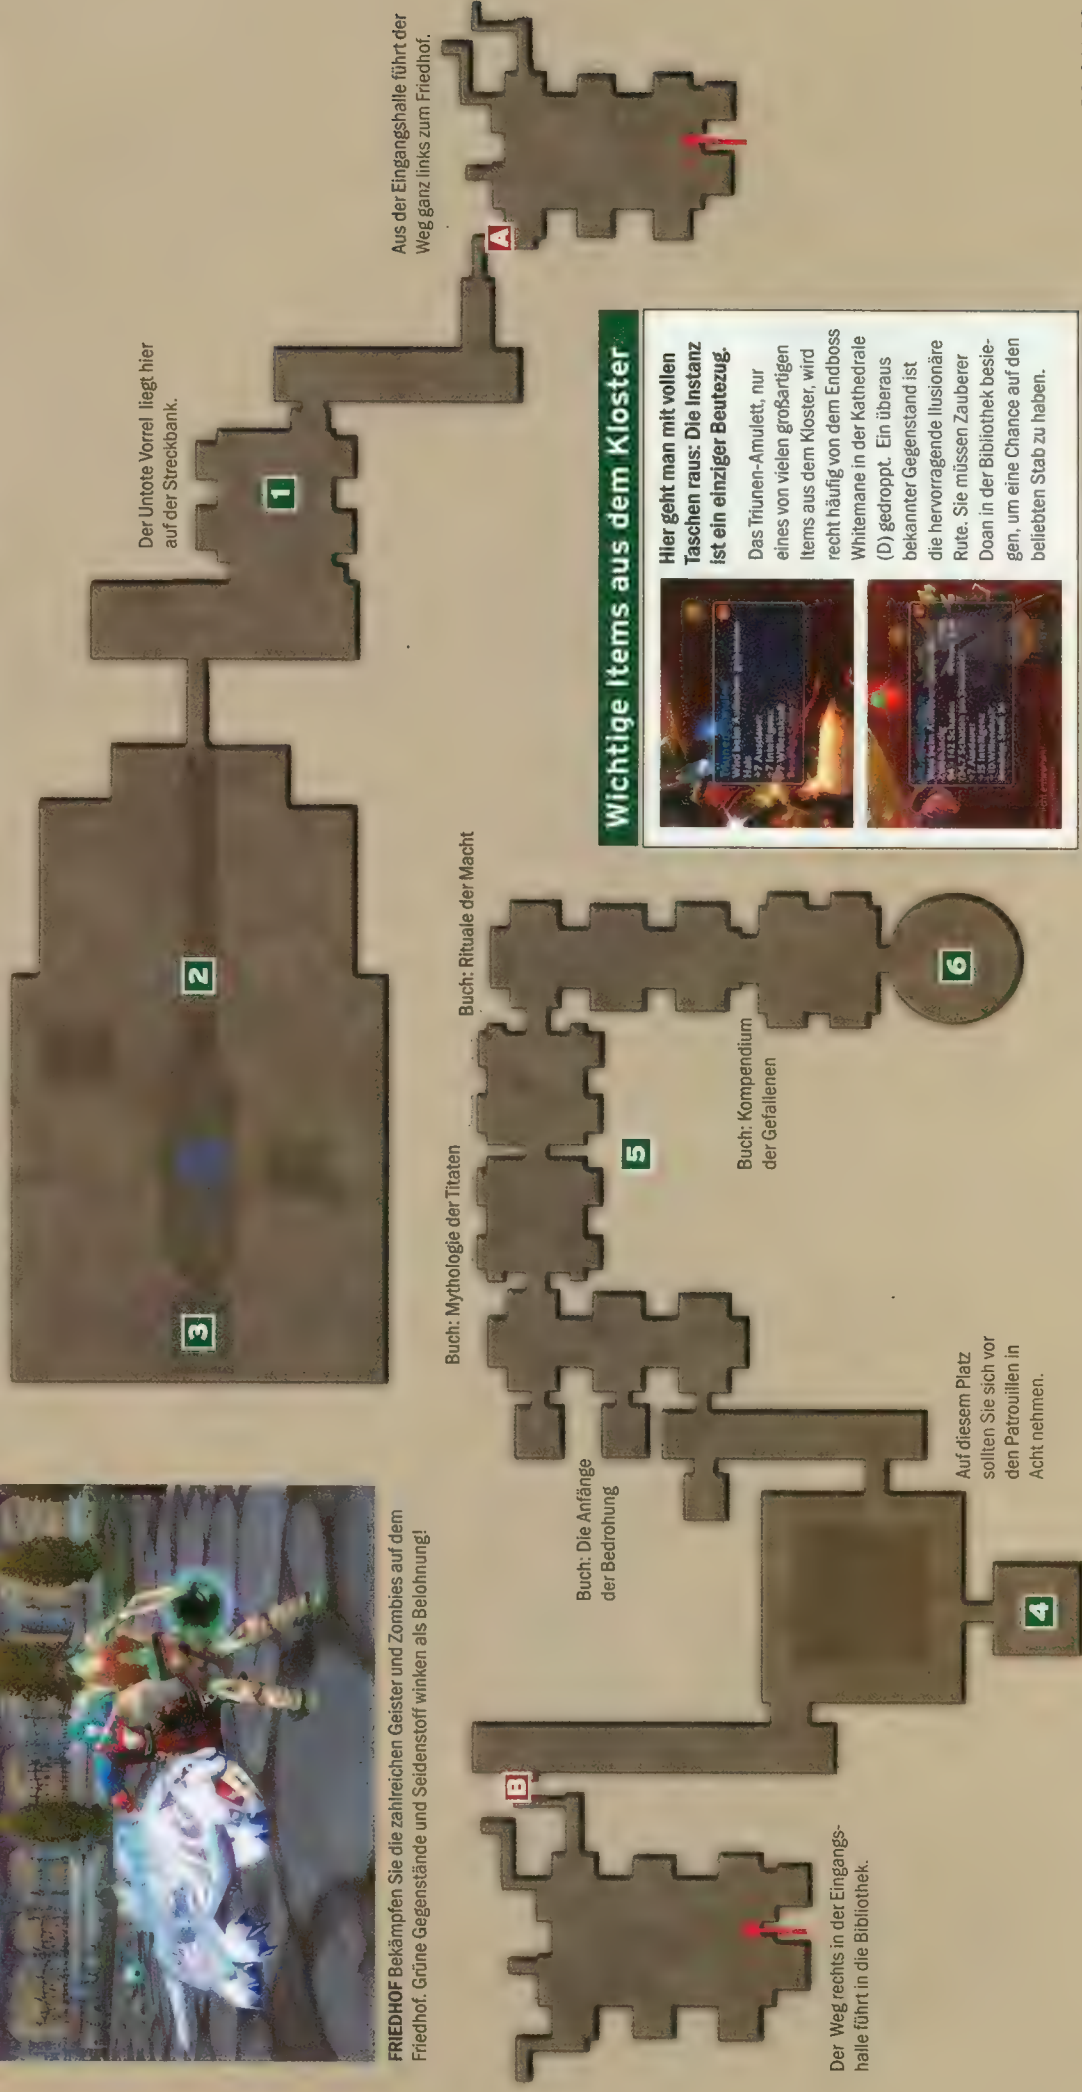 FRIEDHOF Bekämpfen Sie die zahlreichen Geister und Zombies auf dem
Friedhof. Grüne Gegenstände und Seidenstoff winken als Belohnung!
3
2
1
Der Untote Vorrel liegt hier
auf der Streckbank.
Aus der Eingangshalle führt der
Weg ganz links zum Friedhof.
A
B
Der Weg rechts in der Eingangs-
halle führt in die Bibliothek.
4
Auf diesem Platz
sollten Sie sich vor
den Patrouillen in
Acht nehmen.
Buch: Die Anfänge
der Bedrohung
Buch: Mythologie der Titaten
5
Buch: Rituale der Macht
Buch: Kompendium
der Gefallenen
6
Wichtige Items aus dem Kloster
Hier geht man mit vollen
Taschen raus: Die Instanz
ist ein einziger Beutezug.
Das Triunen-Amulett, nur
eines von vielen großartigen
Items aus dem Kloster, wird
recht häufig von dem Endboss
Whitemane in der Kathedrale
(D) gedroppt. Ein überaus
bekannter Gegenstand ist
die hervorragende Illusionäre
Rute. Sie müssen Zauberer
Doan in der Bibliothek besie-
gen, um eine Chance auf den
beliebten Stab zu haben.